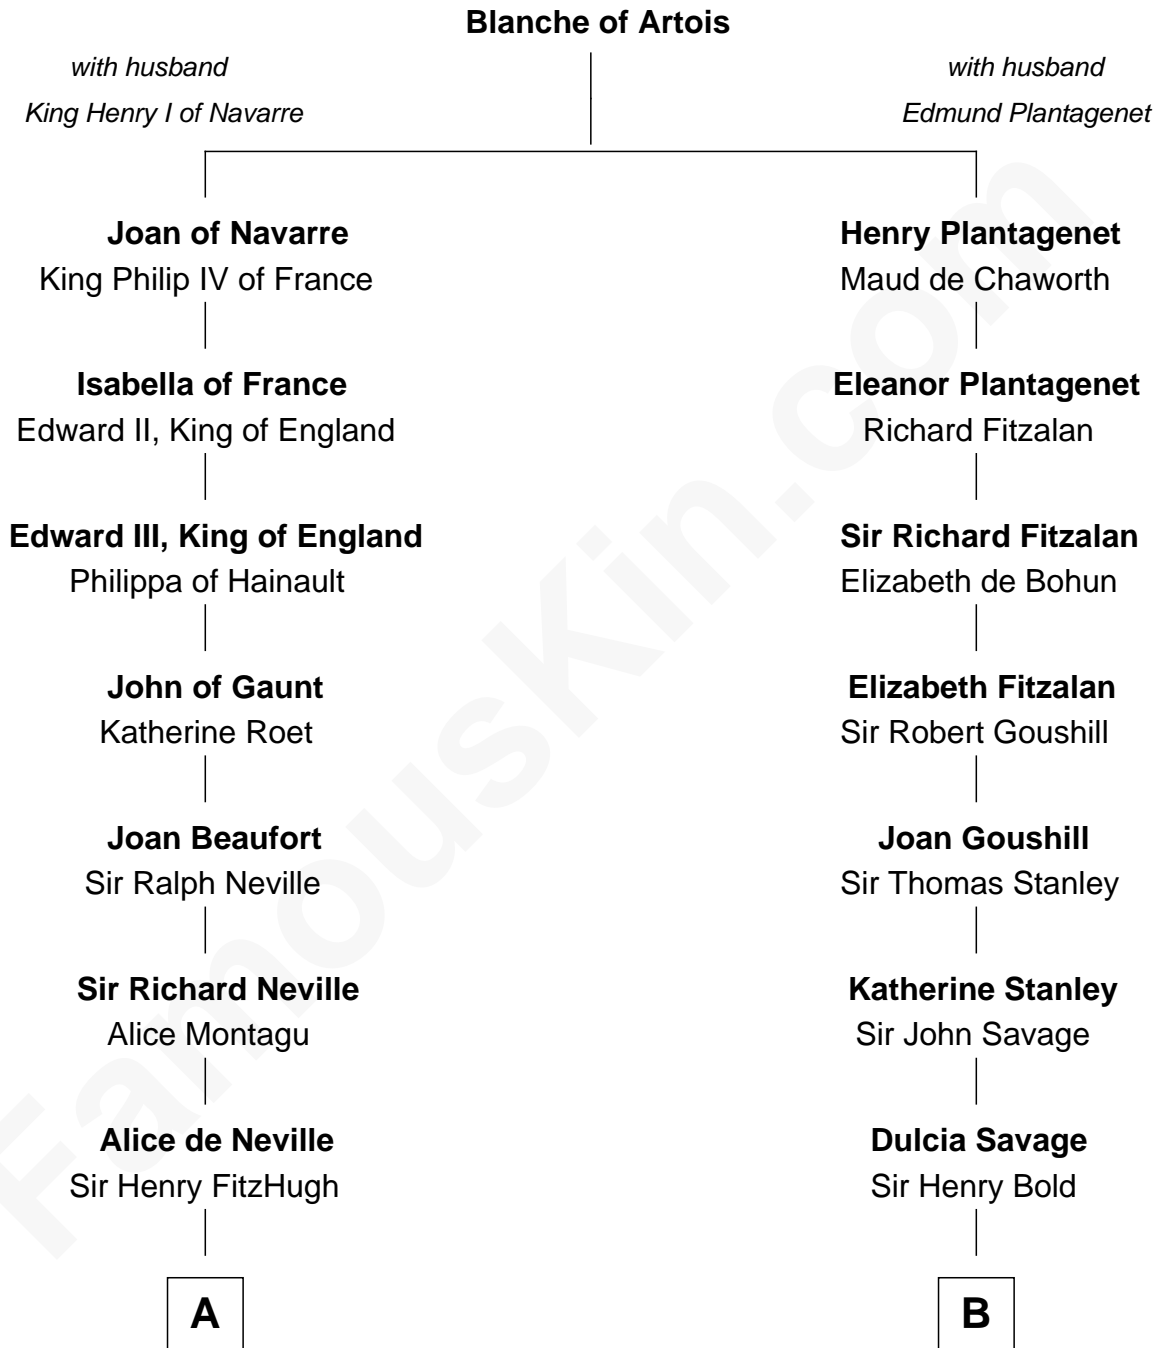 Blanche of Artois
with husband
King Henry I of Navarre
with husband
Edmund Plantagenet
Joan of Navarre
King Philip IV of France
Henry Plantagenet
Maud de Chaworth
Isabella of France
Edward II, King of England
Eleanor Plantagenet
Richard Fitzalan
Edward III, King of England
Philippa of Hainault
Sir Richard Fitzalan
Elizabeth de Bohun
John of Gaunt
Katherine Roet
Elizabeth Fitzalan
Sir Robert Goushill
Joan Beaufort
Sir Ralph Neville
Joan Goushill
Sir Thomas Stanley
Sir Richard Neville
Alice Montagu
Katherine Stanley
Sir John Savage
Alice de Neville
Sir Henry FitzHugh
Dulcia Savage
Sir Henry Bold
A
B
FamousKin.com